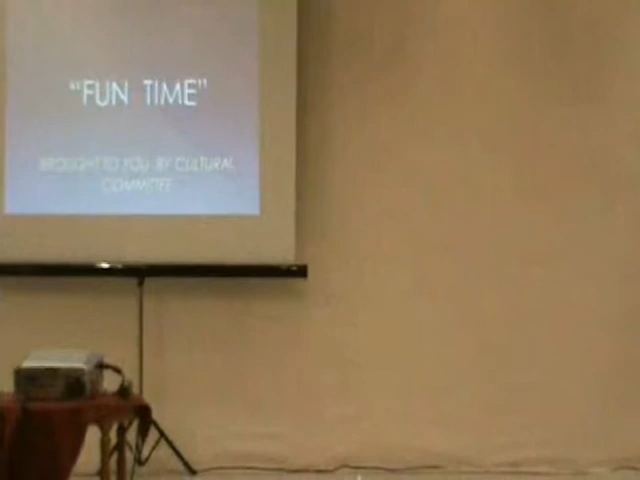 “FUN TIME”
BROUGHT TO YOU BY CULTURAL
COMMITTEE